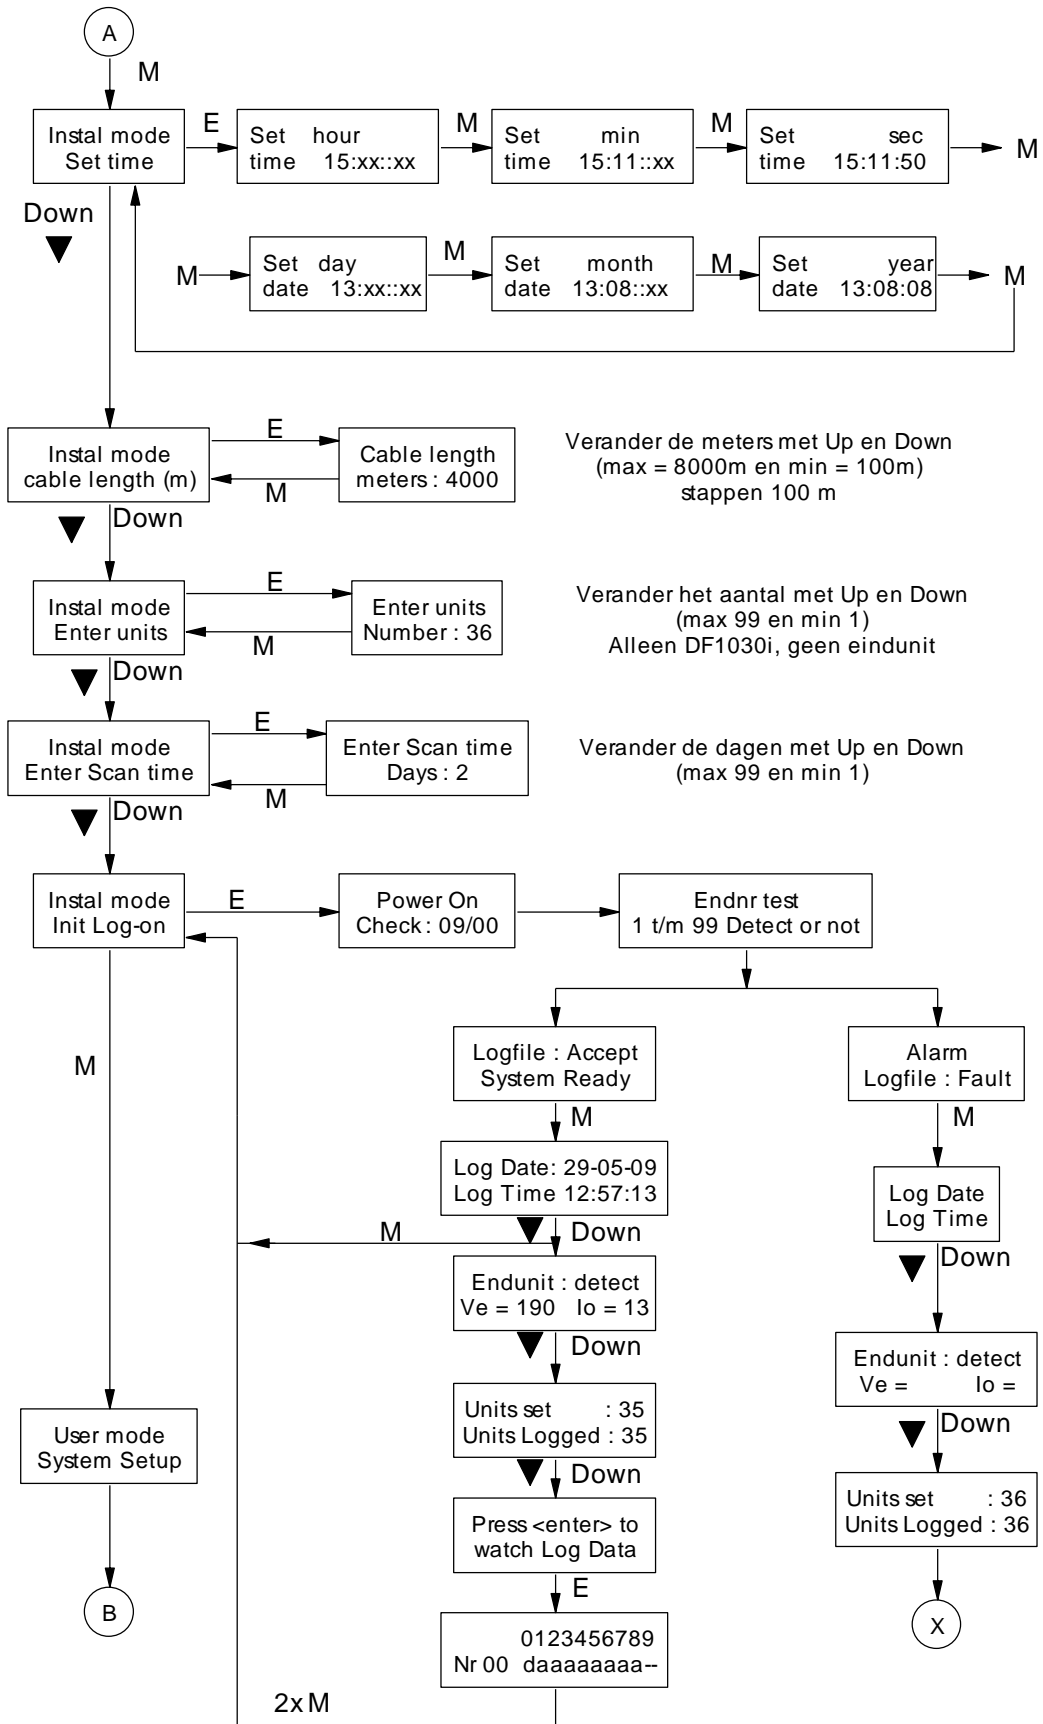 A
M
Instal mode
Set time
E
Set hour
time 15:xx::xx
M
Set min
time 15:11::xx
M
Set sec
time 15:11:50
M
Down
M
Set day
date 13:xx::xx
M
Set month
date 13:08::xx
M
Set year
date 13:08:08
M
Instal mode
cable length (m)
E
M
Cable length
meters : 4000
Verander de meters met Up en Down
(max = 8000m en min = 100m)
stappen 100 m
Down
Instal mode
Enter units
E
M
Enter units
Number : 36
Verander het aantal met Up en Down
(max 99 en min 1)
Alleen DF1030i, geen eindunit
Down
Instal mode
Enter Scan time
E
M
Enter Scan time
Days : 2
Verander de dagen met Up en Down
(max 99 en min 1)
Down
Instal mode
Init Log-on
E
Power On
Check : 09/00
Endnr test
1 t/m 99 Detect or not
M
Logfile : Accept
System Ready
M
Log Date: 29-05-09
Log Time 12:57:13
M
Down
Endunit : detect
Ve = 190 Io = 13
Down
Units set : 35
Units Logged : 35
Down
Press <enter> to
watch Log Data
E
0123456789
Nr 00 daaaaaaaa--
2x M
Alarm
Logfile : Fault
M
Log Date
Log Time
Down
Endunit : detect
Ve = Io =
Down
Units set : 36
Units Logged : 36
X
User mode
System Setup
B